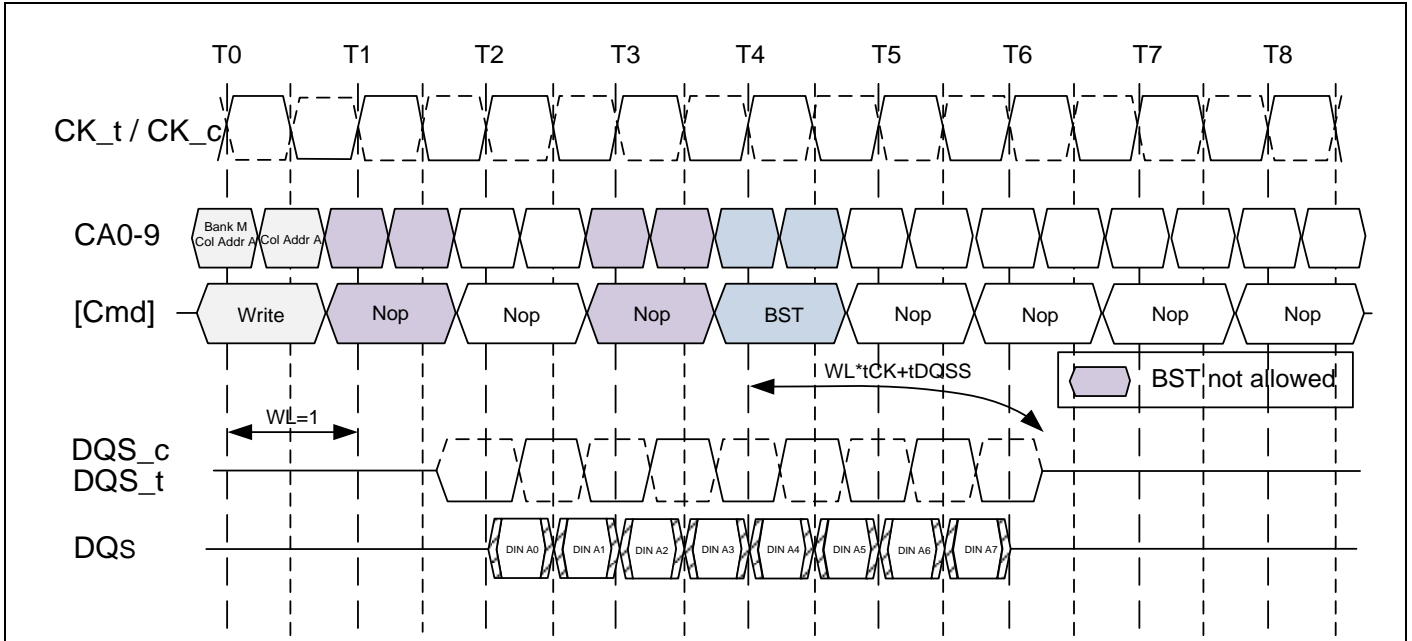 T0 T1 T2 T3 T4 T5 T6 T7 T8
CK_t / CK_c
Bank M
CA0-9 Col Addr A Col Addr A
[Cmd] Write Nop Nop Nop BST Nop Nop Nop Nop
WL*tCK+tDQSS
BST not allowed
WL=1
DQS_c
DQS_t
DQs DIN A0 DIN A1 DIN A2 DIN A3 DIN A4 DIN A5 DIN A6 DIN A7